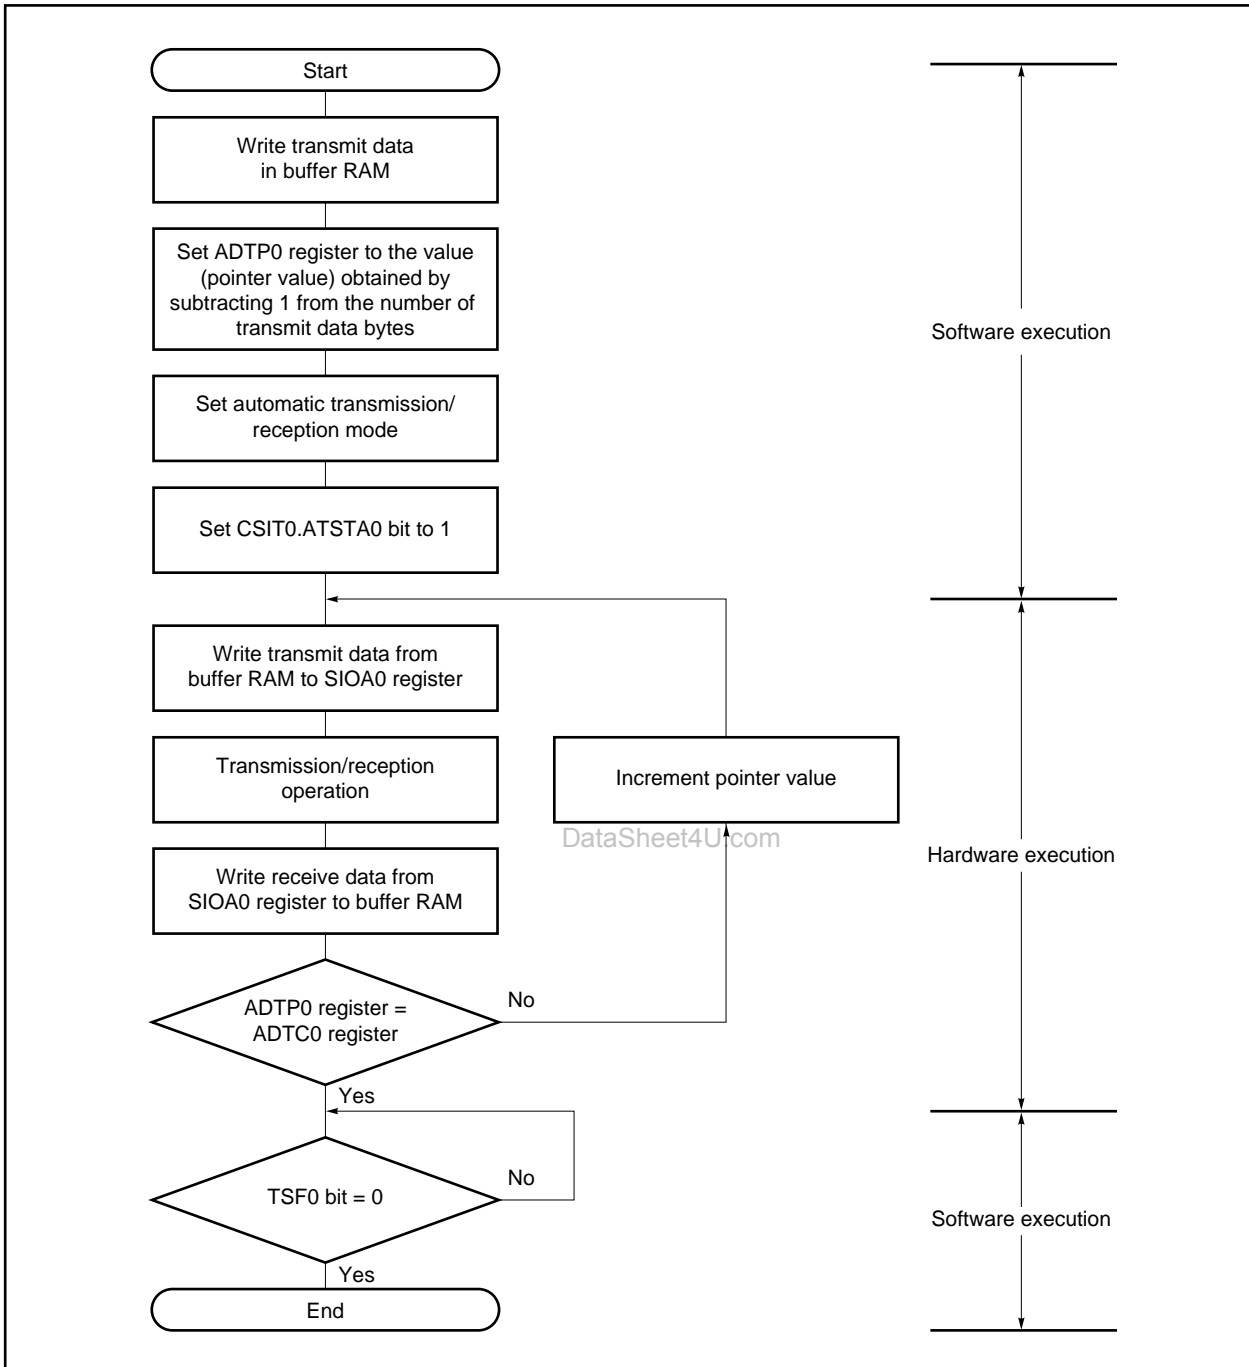 Start
Write transmit data
in buffer RAM
Set ADTP0 register to the value
(pointer value) obtained by
subtracting 1 from the number of
transmit data bytes
Software execution
Set automatic transmission/
reception mode
Set CSIT0.ATSTA0 bit to 1
Write transmit data from
buffer RAM to SIOA0 register
Transmission/reception
operation
Increment pointer value
DataSheet4U.com
Hardware execution
Write receive data from
SIOA0 register to buffer RAM
ADTP0 register =
ADTC0 register
No
Yes
TSF0 bit = 0
No
Software execution
Yes
End